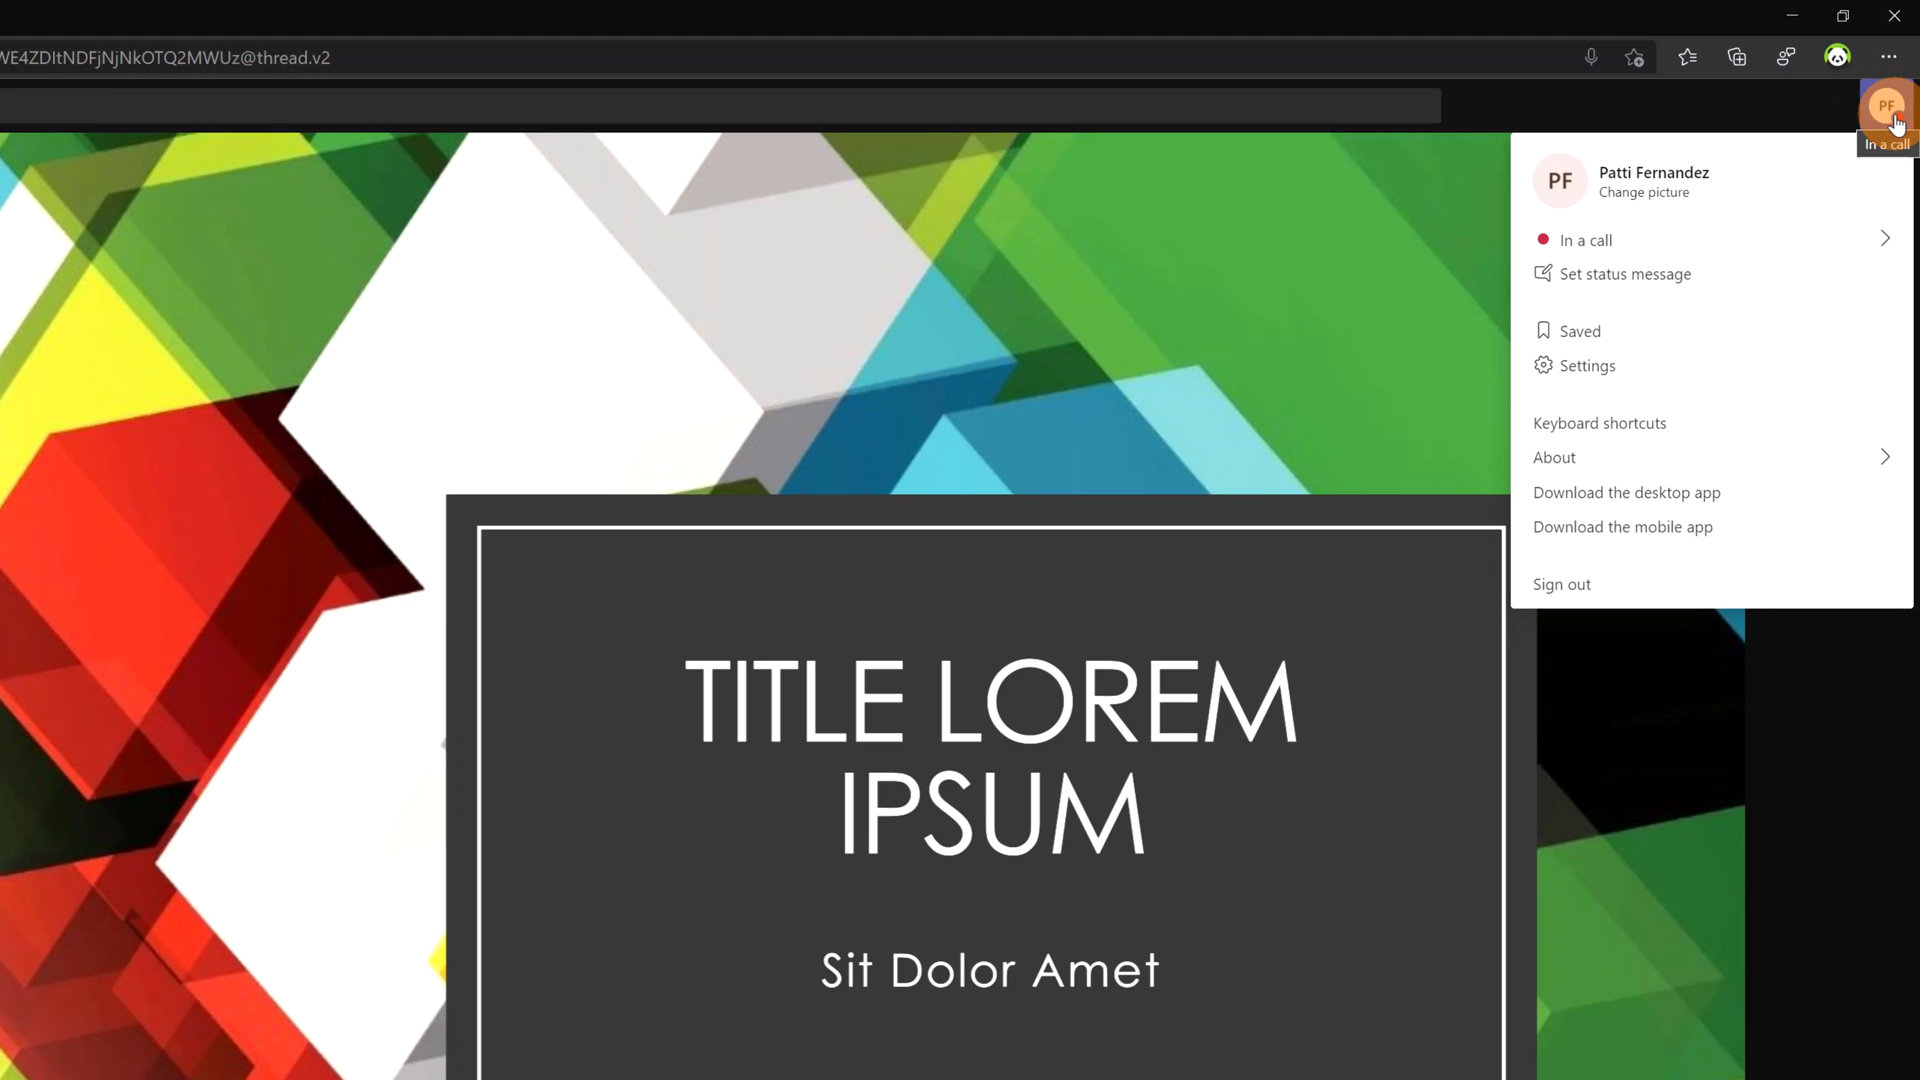 WE4ZDItNDFjNjNkOTQ2MWUz@thread.v2
PF
In a call
PF
Patti Fernandez
Change picture
In a call
Set status message
Saved
Settings
Keyboard shortcuts
About
Download the desktop app
Download the mobile app
Sign out
TITLE LOREM
IPSUM
Sit Dolor Amet